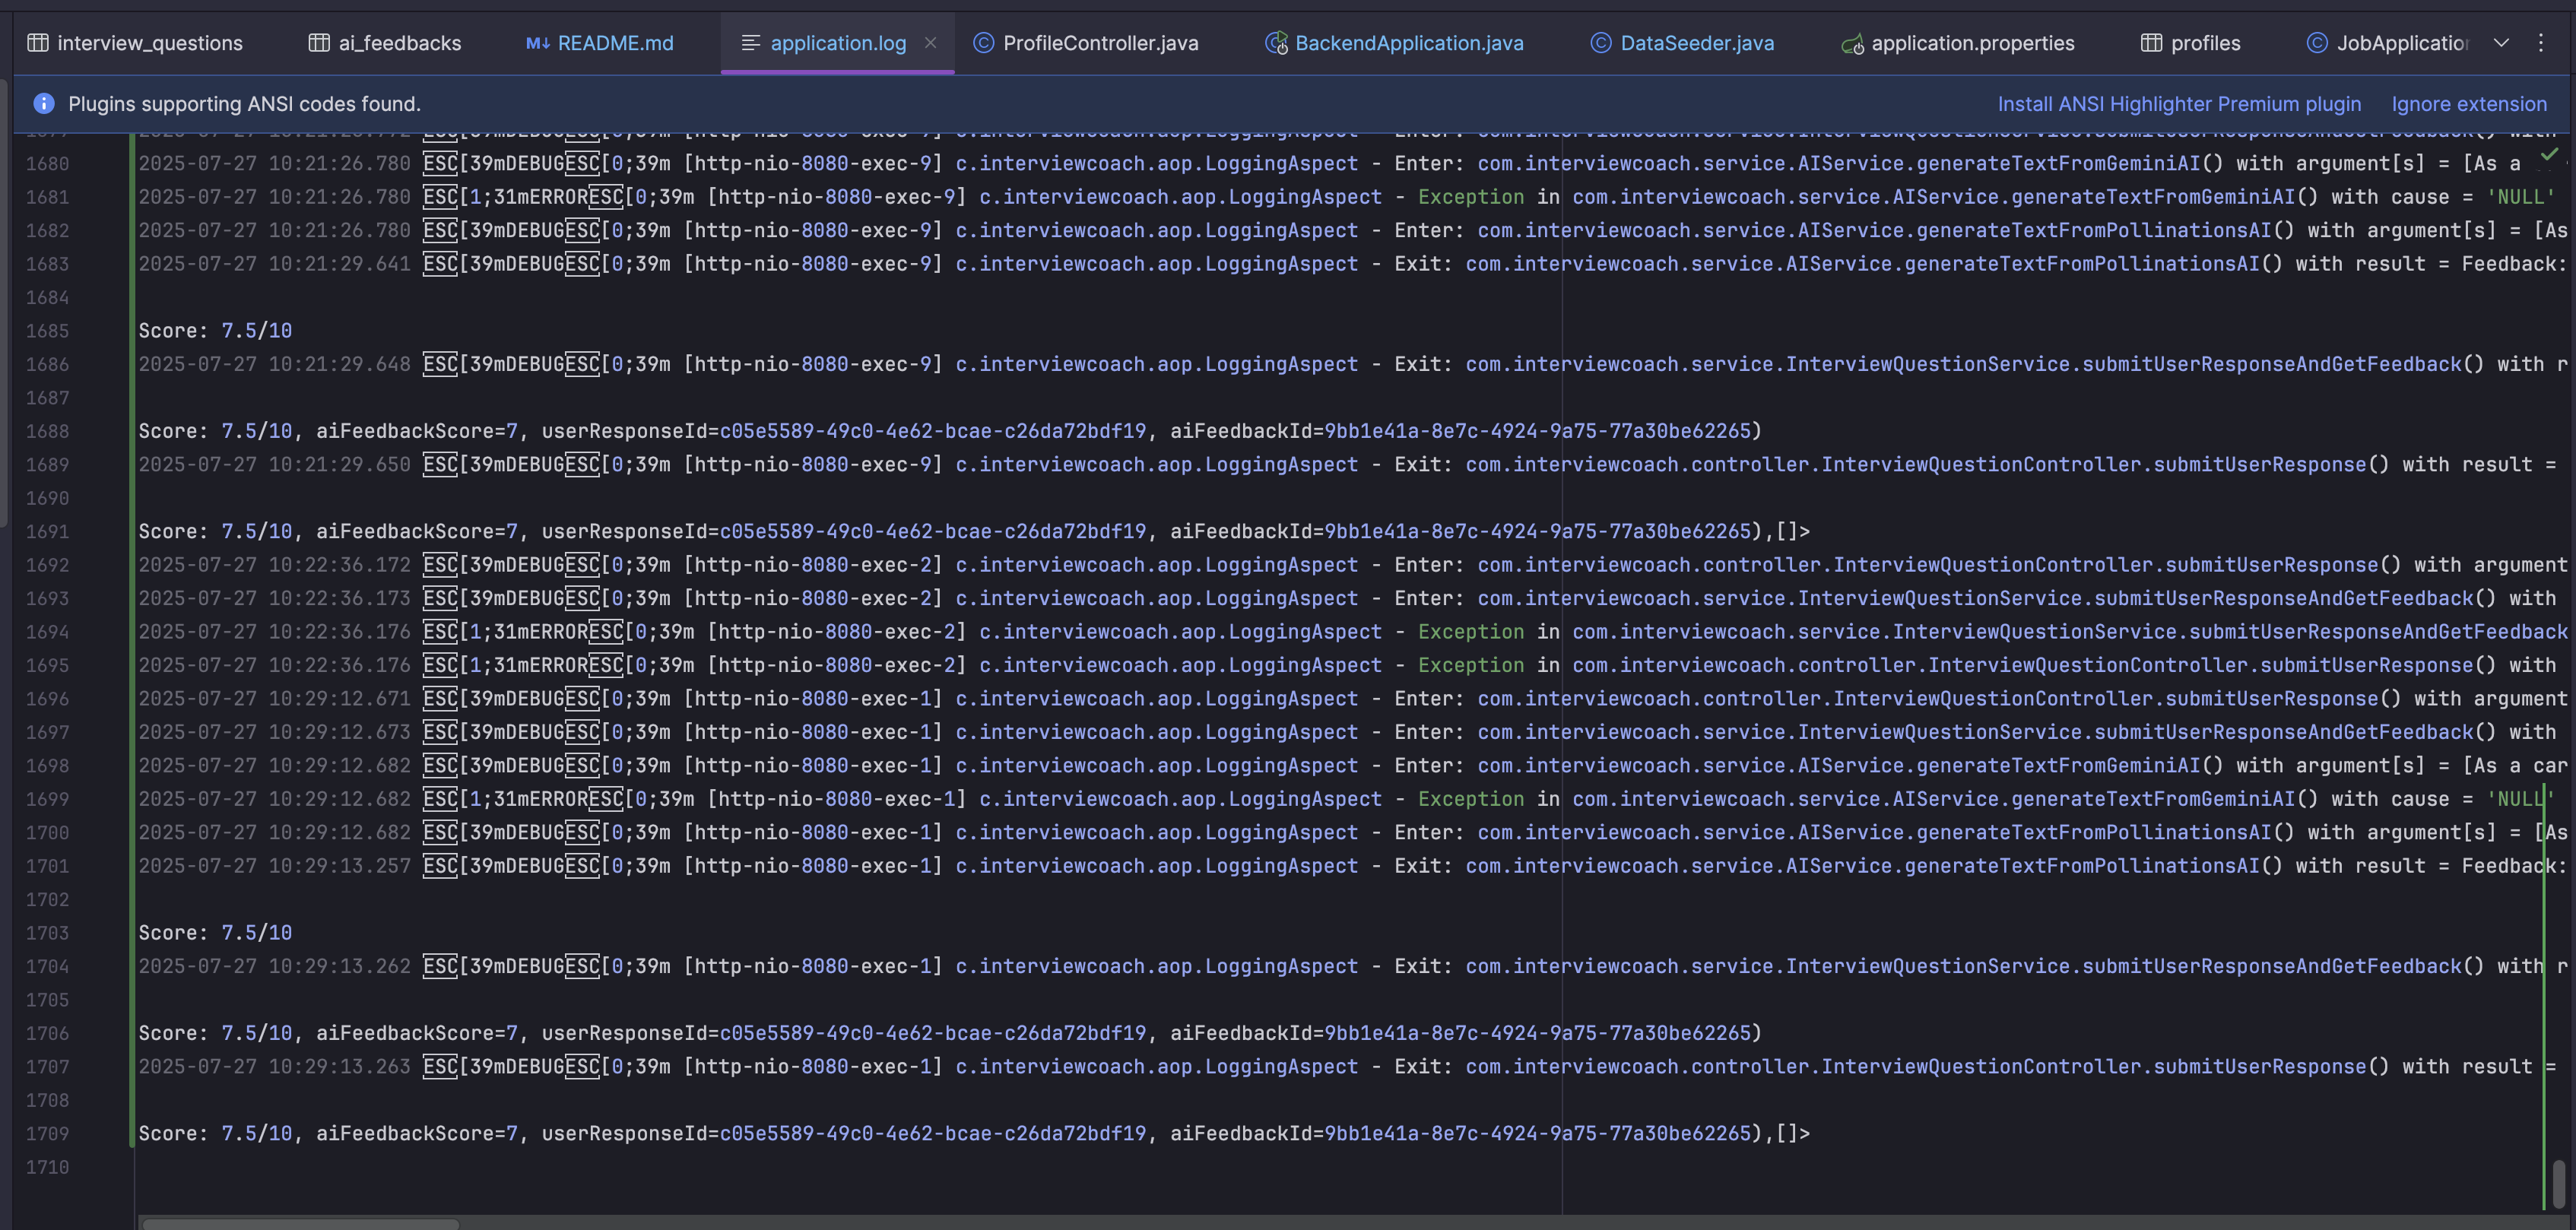 interview_questions ai_feedbacks M↓ README.md application.log × ProfileController.java BackendApplication.java DataSeeder.java application.properties profiles JobApplicatio
Plugins supporting ANSI codes found. Install ANSI Highlighter Premium plugin Ignore extension
1680 2025-07-27 10:21:26.780 ESC[39mDEBUGESC[0;39m [http-nio-8080-exec-9] c.interviewcoach.aop.LoggingAspect - Enter: com.interviewcoach.service.AIService.generateTextFromGeminiAI() with argument[s] = [As a
1681 2025-07-27 10:21:26.780 ESC[1;31mERRORESC[0;39m [http-nio-8080-exec-9] c.interviewcoach.aop.LoggingAspect - Exception in com.interviewcoach.service.AIService.generateTextFromGeminiAI() with cause = 'NULL'
1682 2025-07-27 10:21:26.780 ESC[39mDEBUGESC[0;39m [http-nio-8080-exec-9] c.interviewcoach.aop.LoggingAspect - Enter: com.interviewcoach.service.AIService.generateTextFromPollinationsAI() with argument[s] = [As
1683 2025-07-27 10:21:29.641 ESC[39mDEBUGESC[0;39m [http-nio-8080-exec-9] c.interviewcoach.aop.LoggingAspect - Exit: com.interviewcoach.service.AIService.generateTextFromPollinationsAI() with result = Feedback:
1684
1685 Score: 7.5/10
1686 2025-07-27 10:21:29.648 ESC[39mDEBUGESC[0;39m [http-nio-8080-exec-9] c.interviewcoach.aop.LoggingAspect - Exit: com.interviewcoach.service.InterviewQuestionService.submitUserResponseAndGetFeedback() with r
1687
1688 Score: 7.5/10, aiFeedbackScore=7, userResponseId=c05e5589-49c0-4e62-bcae-c26da72bdf19, aiFeedbackId=9bb1e41a-8e7c-4924-9a75-77a30be62265)
1689 2025-07-27 10:21:29.650 ESC[39mDEBUGESC[0;39m [http-nio-8080-exec-9] c.interviewcoach.aop.LoggingAspect - Exit: com.interviewcoach.controller.InterviewQuestionController.submitUserResponse() with result =
1690
1691 Score: 7.5/10, aiFeedbackScore=7, userResponseId=c05e5589-49c0-4e62-bcae-c26da72bdf19, aiFeedbackId=9bb1e41a-8e7c-4924-9a75-77a30be62265),[]>
1692 2025-07-27 10:22:36.172 ESC[39mDEBUGESC[0;39m [http-nio-8080-exec-2] c.interviewcoach.aop.LoggingAspect - Enter: com.interviewcoach.controller.InterviewQuestionController.submitUserResponse() with argument
1693 2025-07-27 10:22:36.173 ESC[39mDEBUGESC[0;39m [http-nio-8080-exec-2] c.interviewcoach.aop.LoggingAspect - Enter: com.interviewcoach.service.InterviewQuestionService.submitUserResponseAndGetFeedback() with
1694 2025-07-27 10:22:36.176 ESC[1;31mERRORESC[0;39m [http-nio-8080-exec-2] c.interviewcoach.aop.LoggingAspect - Exception in com.interviewcoach.service.InterviewQuestionService.submitUserResponseAndGetFeedback
1695 2025-07-27 10:22:36.176 ESC[1;31mERRORESC[0;39m [http-nio-8080-exec-2] c.interviewcoach.aop.LoggingAspect - Exception in com.interviewcoach.controller.InterviewQuestionController.submitUserResponse() with
1696 2025-07-27 10:29:12.671 ESC[39mDEBUGESC[0;39m [http-nio-8080-exec-1] c.interviewcoach.aop.LoggingAspect - Enter: com.interviewcoach.controller.InterviewQuestionController.submitUserResponse() with argument
1697 2025-07-27 10:29:12.673 ESC[39mDEBUGESC[0;39m [http-nio-8080-exec-1] c.interviewcoach.aop.LoggingAspect - Enter: com.interviewcoach.service.InterviewQuestionService.submitUserResponseAndGetFeedback() with
1698 2025-07-27 10:29:12.682 ESC[39mDEBUGESC[0;39m [http-nio-8080-exec-1] c.interviewcoach.aop.LoggingAspect - Enter: com.interviewcoach.service.AIService.generateTextFromGeminiAI() with argument[s] = [As a car
1699 2025-07-27 10:29:12.682 ESC[1;31mERRORESC[0;39m [http-nio-8080-exec-1] c.interviewcoach.aop.LoggingAspect - Exception in com.interviewcoach.service.AIService.generateTextFromGeminiAI() with cause = 'NULL'
1700 2025-07-27 10:29:12.682 ESC[39mDEBUGESC[0;39m [http-nio-8080-exec-1] c.interviewcoach.aop.LoggingAspect - Enter: com.interviewcoach.service.AIService.generateTextFromPollinationsAI() with argument[s] = [As
1701 2025-07-27 10:29:13.257 ESC[39mDEBUGESC[0;39m [http-nio-8080-exec-1] c.interviewcoach.aop.LoggingAspect - Exit: com.interviewcoach.service.AIService.generateTextFromPollinationsAI() with result = Feedback:
1702
1703 Score: 7.5/10
1704 2025-07-27 10:29:13.262 ESC[39mDEBUGESC[0;39m [http-nio-8080-exec-1] c.interviewcoach.aop.LoggingAspect - Exit: com.interviewcoach.service.InterviewQuestionService.submitUserResponseAndGetFeedback() with r
1705
1706 Score: 7.5/10, aiFeedbackScore=7, userResponseId=c05e5589-49c0-4e62-bcae-c26da72bdf19, aiFeedbackId=9bb1e41a-8e7c-4924-9a75-77a30be62265)
1707 2025-07-27 10:29:13.263 ESC[39mDEBUGESC[0;39m [http-nio-8080-exec-1] c.interviewcoach.aop.LoggingAspect - Exit: com.interviewcoach.controller.InterviewQuestionController.submitUserResponse() with result =
1708
1709 Score: 7.5/10, aiFeedbackScore=7, userResponseId=c05e5589-49c0-4e62-bcae-c26da72bdf19, aiFeedbackId=9bb1e41a-8e7c-4924-9a75-77a30be62265),[]>
1710